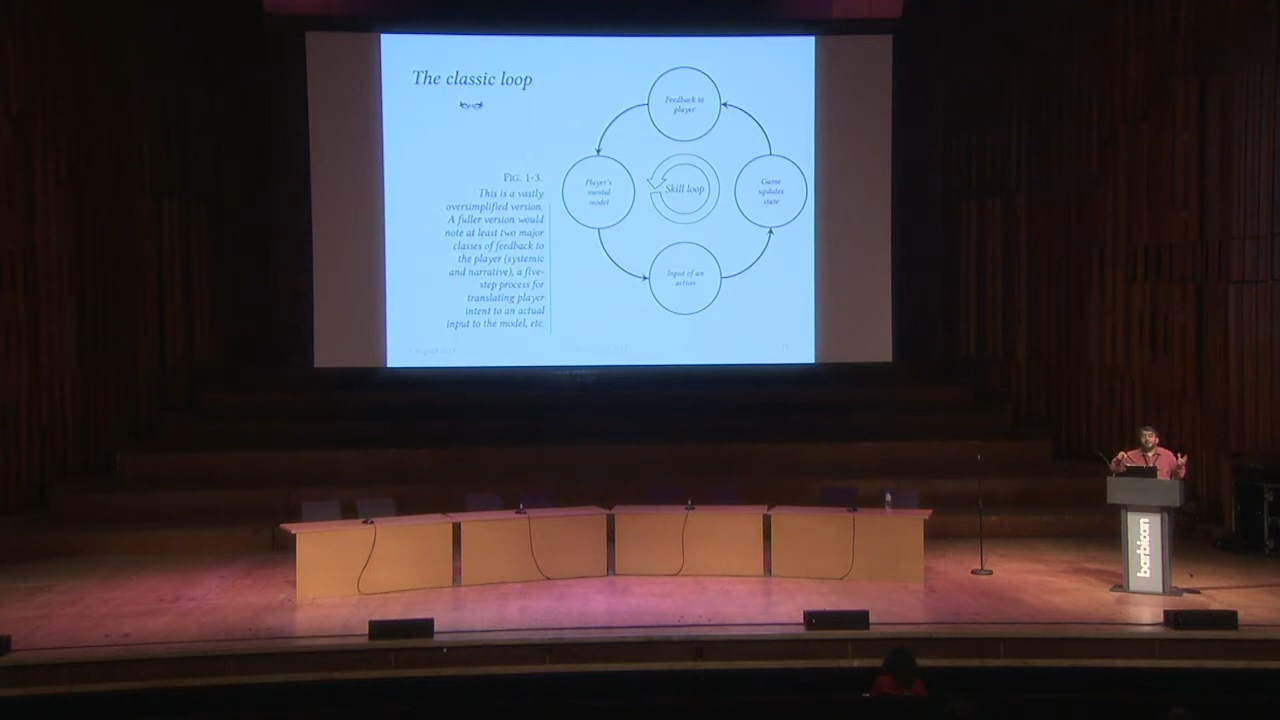 The classic loop
FIG. 1-3.
This is a vastly
oversimplified version.
A fuller version would
note at least two major
classes of feedback to
the player (systemic
and narrative), a five-
step process for
translating player
intent to an actual
input to the model, etc.
Feedback to
player
Player's
mental
model
Skill loop
Game
updates
state
Input of an
action
barbican